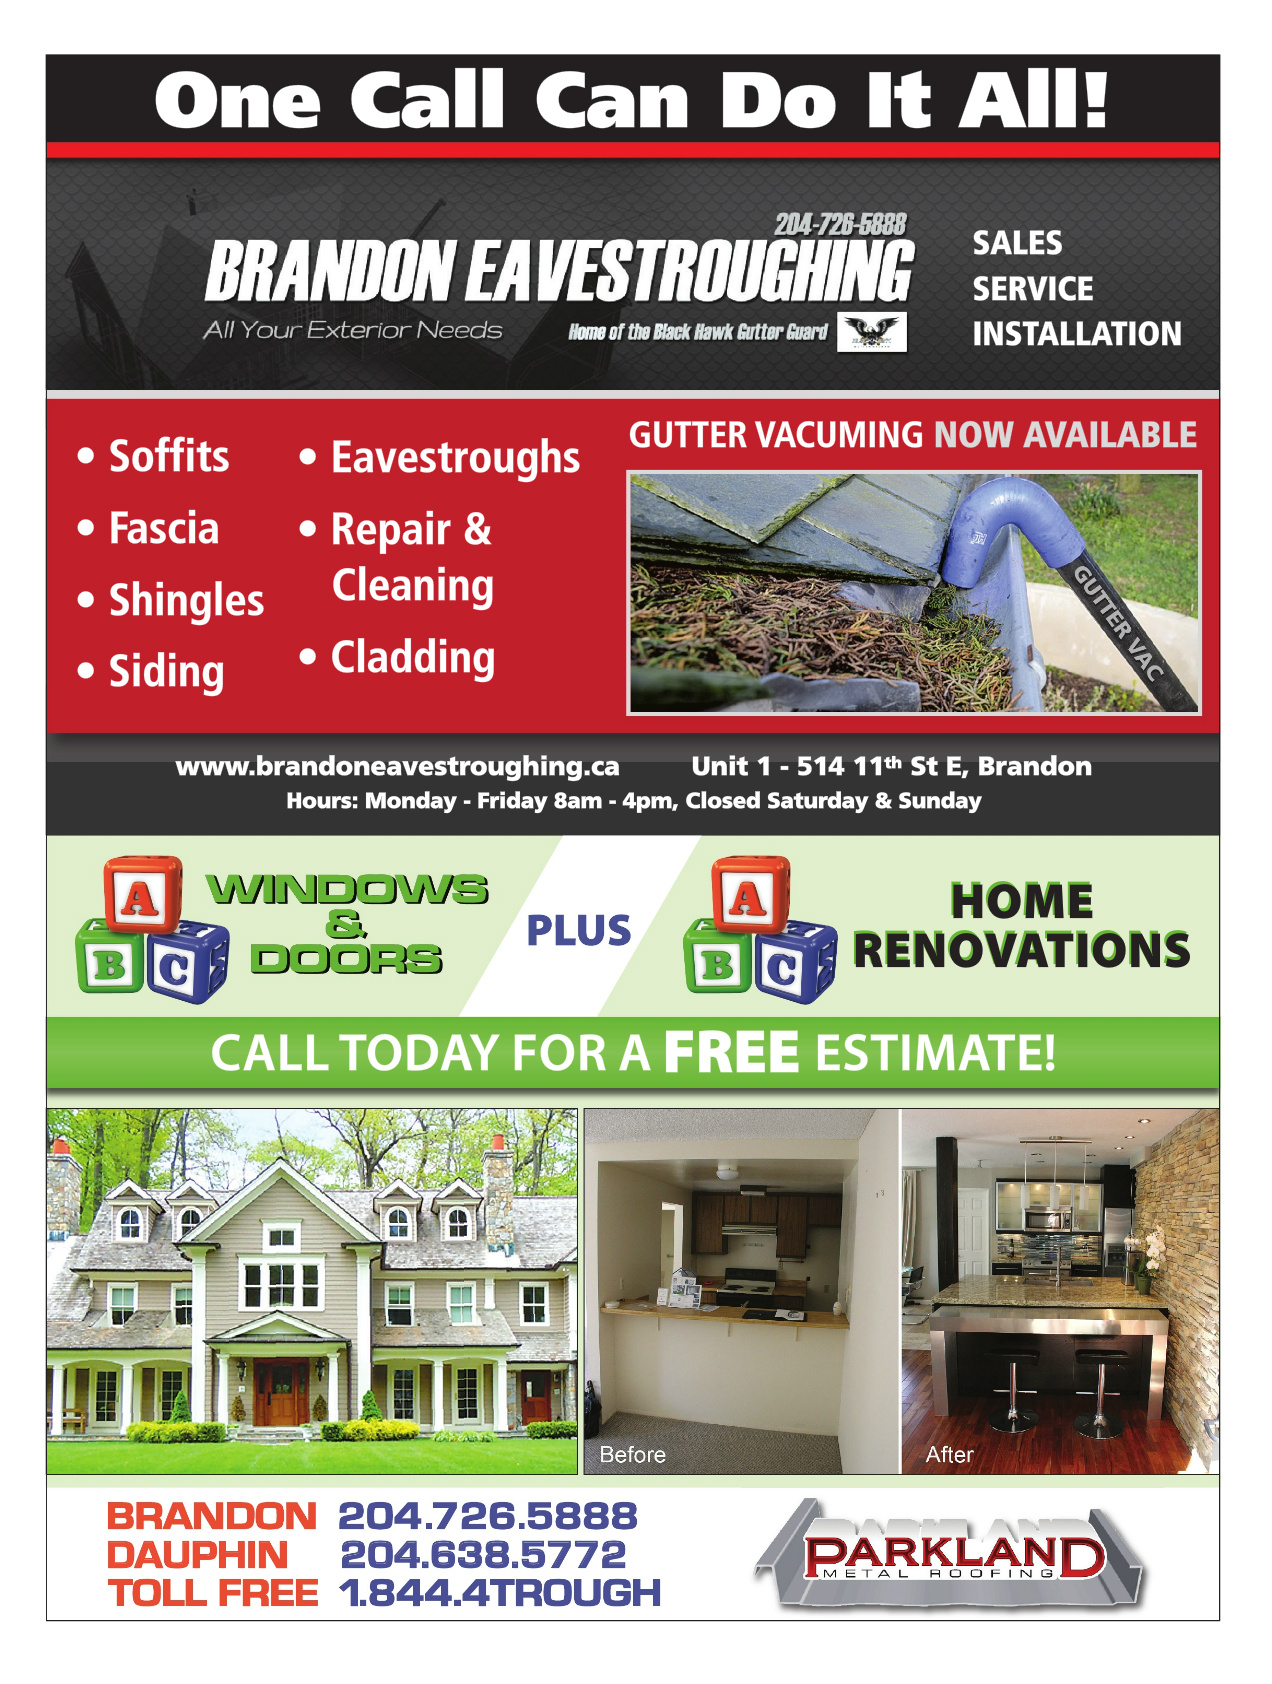 One Call Can Do It All!
204-726-5888
BRANDON EAVESTROUGHING
All Your Exterior Needs
Home of the Black Hawk Gutter Guard
SALES
SERVICE
INSTALLATION
• Soffits
• Fascia
• Shingles
• Siding
• Eavestroughs
• Repair &
Cleaning
• Cladding
GUTTER VACUMING NOW AVAILABLE
GUTTER VAC
www.brandoneavestroughing.ca
Unit 1 - 514 11th St E, Brandon
Hours: Monday - Friday 8am - 4pm, Closed Saturday & Sunday
A
B C
WINDOWS
&
DOORS
PLUS
A
B C
HOME
RENOVATIONS
CALL TODAY FOR A FREE ESTIMATE!
Before
After
BRANDON 204.726.5888
DAUPHIN 204.638.5772
TOLL FREE 1.844.4TROUGH
PARKLAND
METAL ROOFING